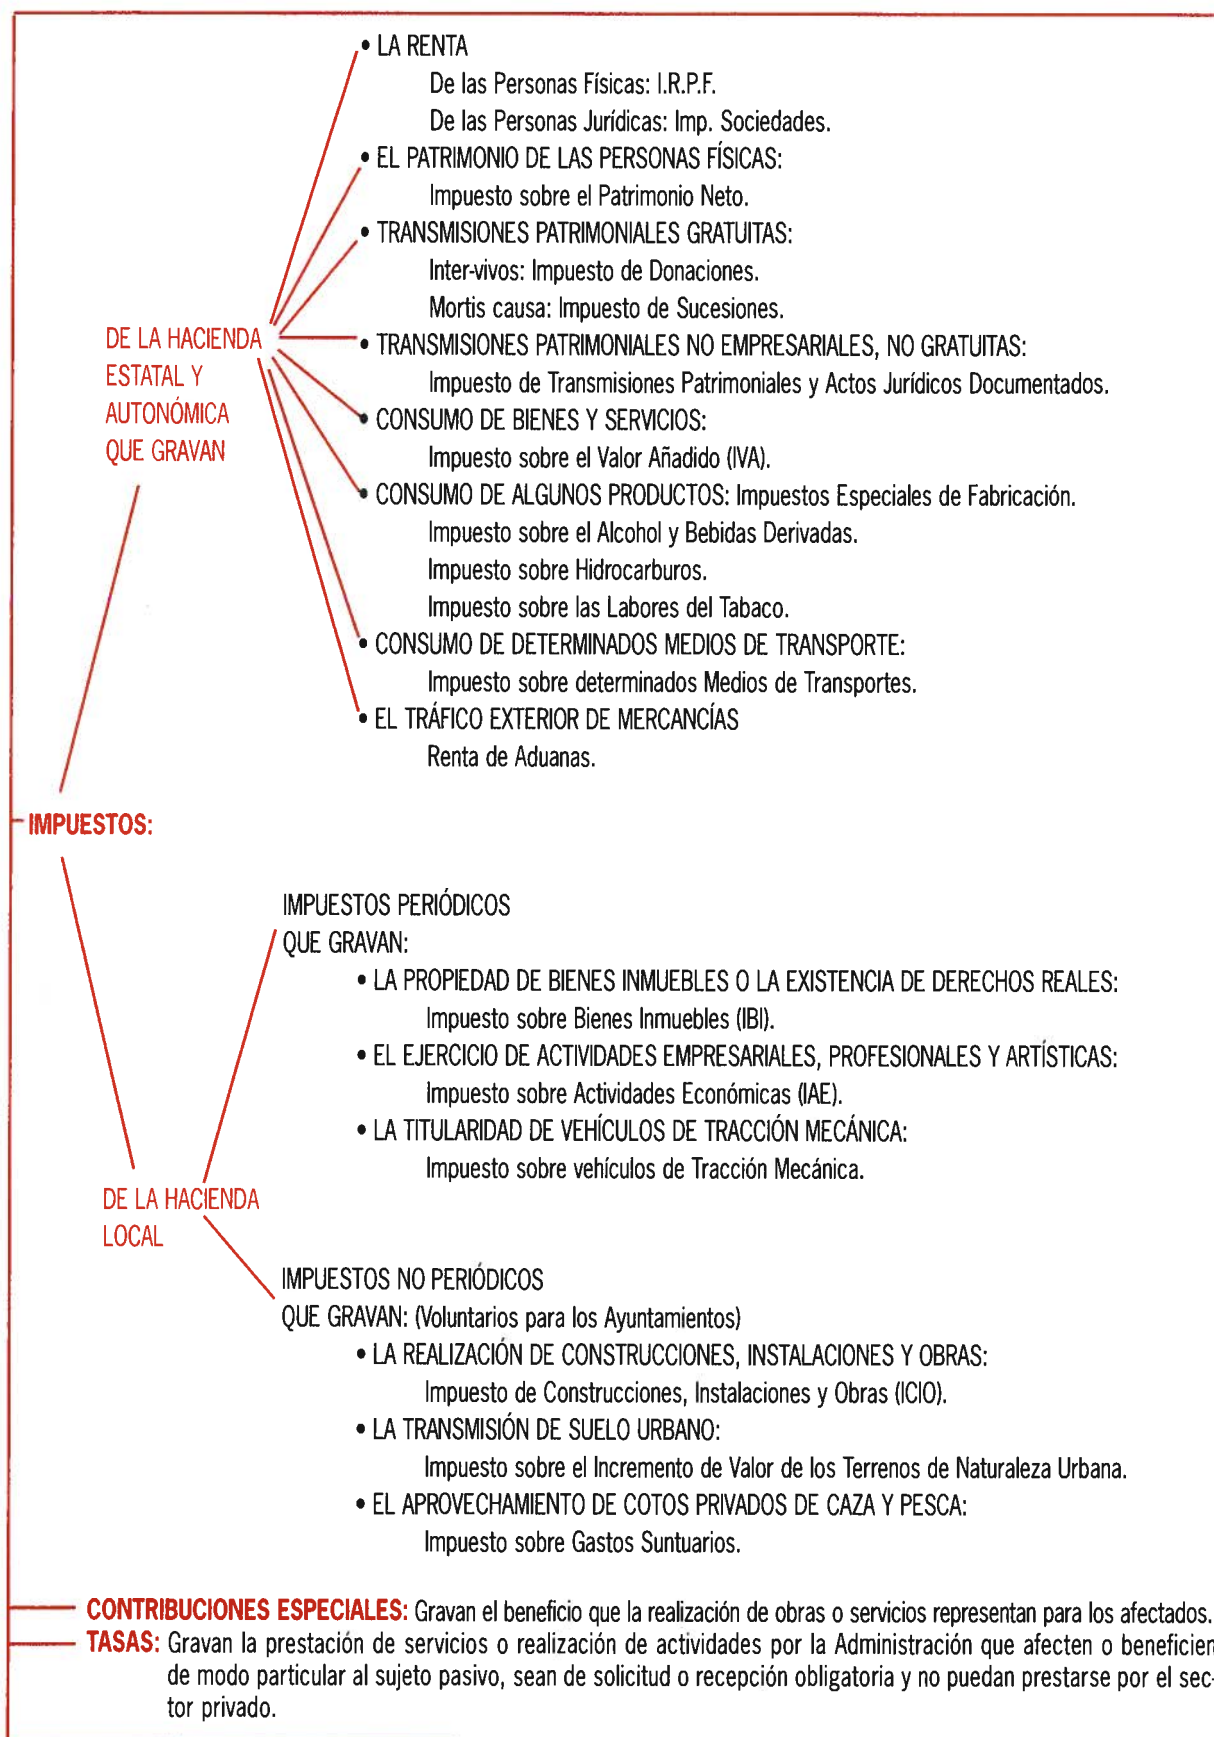 • LA RENTA
De las Personas Físicas: I.R.P.F.
De las Personas Jurídicas: Imp. Sociedades.
• EL PATRIMONIO DE LAS PERSONAS FÍSICAS:
Impuesto sobre el Patrimonio Neto.
• TRANSMISIONES PATRIMONIALES GRATUITAS:
Inter-vivos: Impuesto de Donaciones.
Mortis causa: Impuesto de Sucesiones.
DE LA HACIENDA
ESTATAL Y
AUTONÓMICA
QUE GRAVAN
• TRANSMISIONES PATRIMONIALES NO EMPRESARIALES, NO GRATUITAS:
Impuesto de Transmisiones Patrimoniales y Actos Jurídicos Documentados.
• CONSUMO DE BIENES Y SERVICIOS:
Impuesto sobre el Valor Añadido (IVA).
• CONSUMO DE ALGUNOS PRODUCTOS: Impuestos Especiales de Fabricación.
Impuesto sobre el Alcohol y Bebidas Derivadas.
Impuesto sobre Hidrocarburos.
Impuesto sobre las Labores del Tabaco.
• CONSUMO DE DETERMINADOS MEDIOS DE TRANSPORTE:
Impuesto sobre determinados Medios de Transportes.
• EL TRÁFICO EXTERIOR DE MERCANCÍAS
Renta de Aduanas.
IMPUESTOS:
IMPUESTOS PERIÓDICOS
QUE GRAVAN:
• LA PROPIEDAD DE BIENES INMUEBLES O LA EXISTENCIA DE DERECHOS REALES:
Impuesto sobre Bienes Inmuebles (IBI).
• EL EJERCICIO DE ACTIVIDADES EMPRESARIALES, PROFESIONALES Y ARTÍSTICAS:
Impuesto sobre Actividades Económicas (IAE).
• LA TITULARIDAD DE VEHÍCULOS DE TRACCIÓN MECÁNICA:
Impuesto sobre vehículos de Tracción Mecánica.
DE LA HACIENDA
LOCAL
IMPUESTOS NO PERIÓDICOS
QUE GRAVAN: (Voluntarios para los Ayuntamientos)
• LA REALIZACIÓN DE CONSTRUCCIONES, INSTALACIONES Y OBRAS:
Impuesto de Construcciones, Instalaciones y Obras (ICIO).
• LA TRANSMISIÓN DE SUELO URBANO:
Impuesto sobre el Incremento de Valor de los Terrenos de Naturaleza Urbana.
• EL APROVECHAMIENTO DE COTOS PRIVADOS DE CAZA Y PESCA:
Impuesto sobre Gastos Suntuarios.
CONTRIBUCIONES ESPECIALES: Gravan el beneficio que la realización de obras o servicios representan para los afectados.
TASAS: Gravan la prestación de servicios o realización de actividades por la Administración que afecten o beneficien
de modo particular al sujeto pasivo, sean de solicitud o recepción obligatoria y no puedan prestarse por el sec-
tor privado.